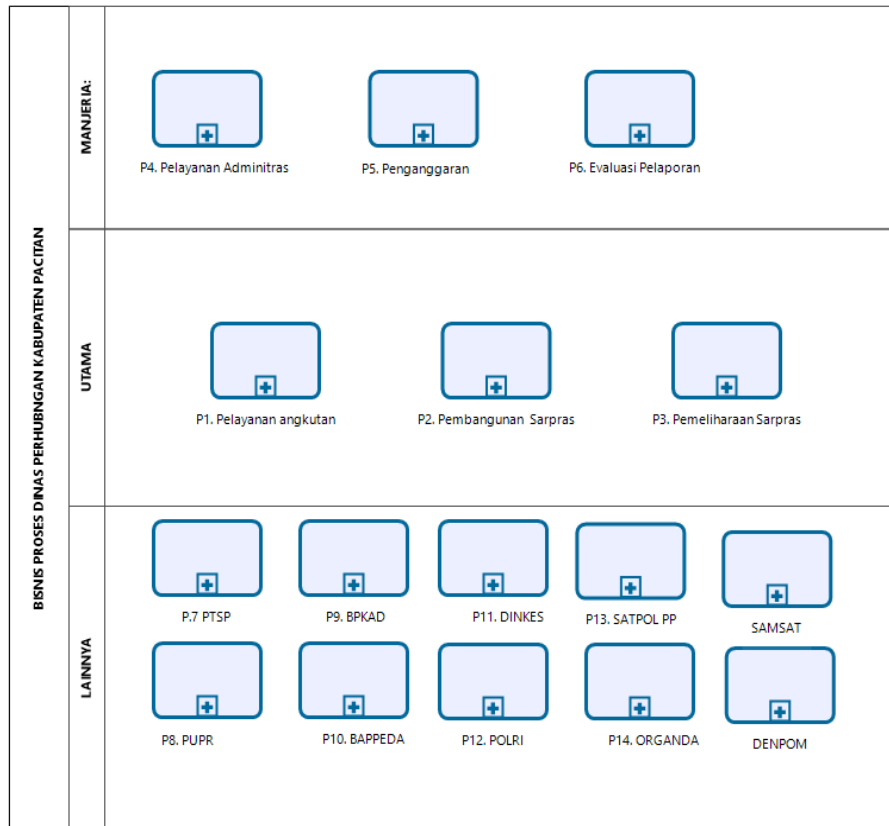 BISNIS PROSES DINAS PERHUBNGAN KABUPATEN PACITAN
MANJERIA:
P4. Pelayanan Adminitras
P5. Penganggaran
P6. Evaluasi Pelaporan
UTAMA
P1. Pelayanan angkutan
P2. Pembangunan Sarpras
P3. Pemeliharaan Sarpras
LAINNYA
P.7 PTSP
P9. BPKAD
P11. DINKES
P13. SATPOL PP
SAMSAT
P8. PUPR
P10. BAPPEDA
P12. POLRI
P14. ORGANDA
DENPOM